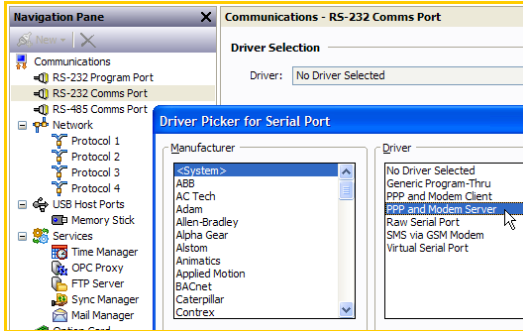 Navigation Pane X
Communications - RS-232 Comms Port
New
Driver Selection
Driver: No Driver Selected
Communications
RS-232 Program Port
RS-232 Comms Port
RS-485 Comms Port
Network
Protocol 1
Protocol 2
Protocol 3
Protocol 4
USB Host Ports
Memory Stick
Services
Time Manager
OPC Proxy
FTP Server
Sync Manager
Mail Manager
Option Card
Driver Picker for Serial Port
Manufacturer
<System>
ABB
AC Tech
Adam
Allen-Bradley
Alpha Gear
Alstom
Animatics
Applied Motion
BACnet
Caterpillar
Contrex
Driver
No Driver Selected
Generic Program-Thru
PPP and Modem Client
PPP and Modem Server
Raw Serial Port
SMS via GSM Modem
Virtual Serial Port